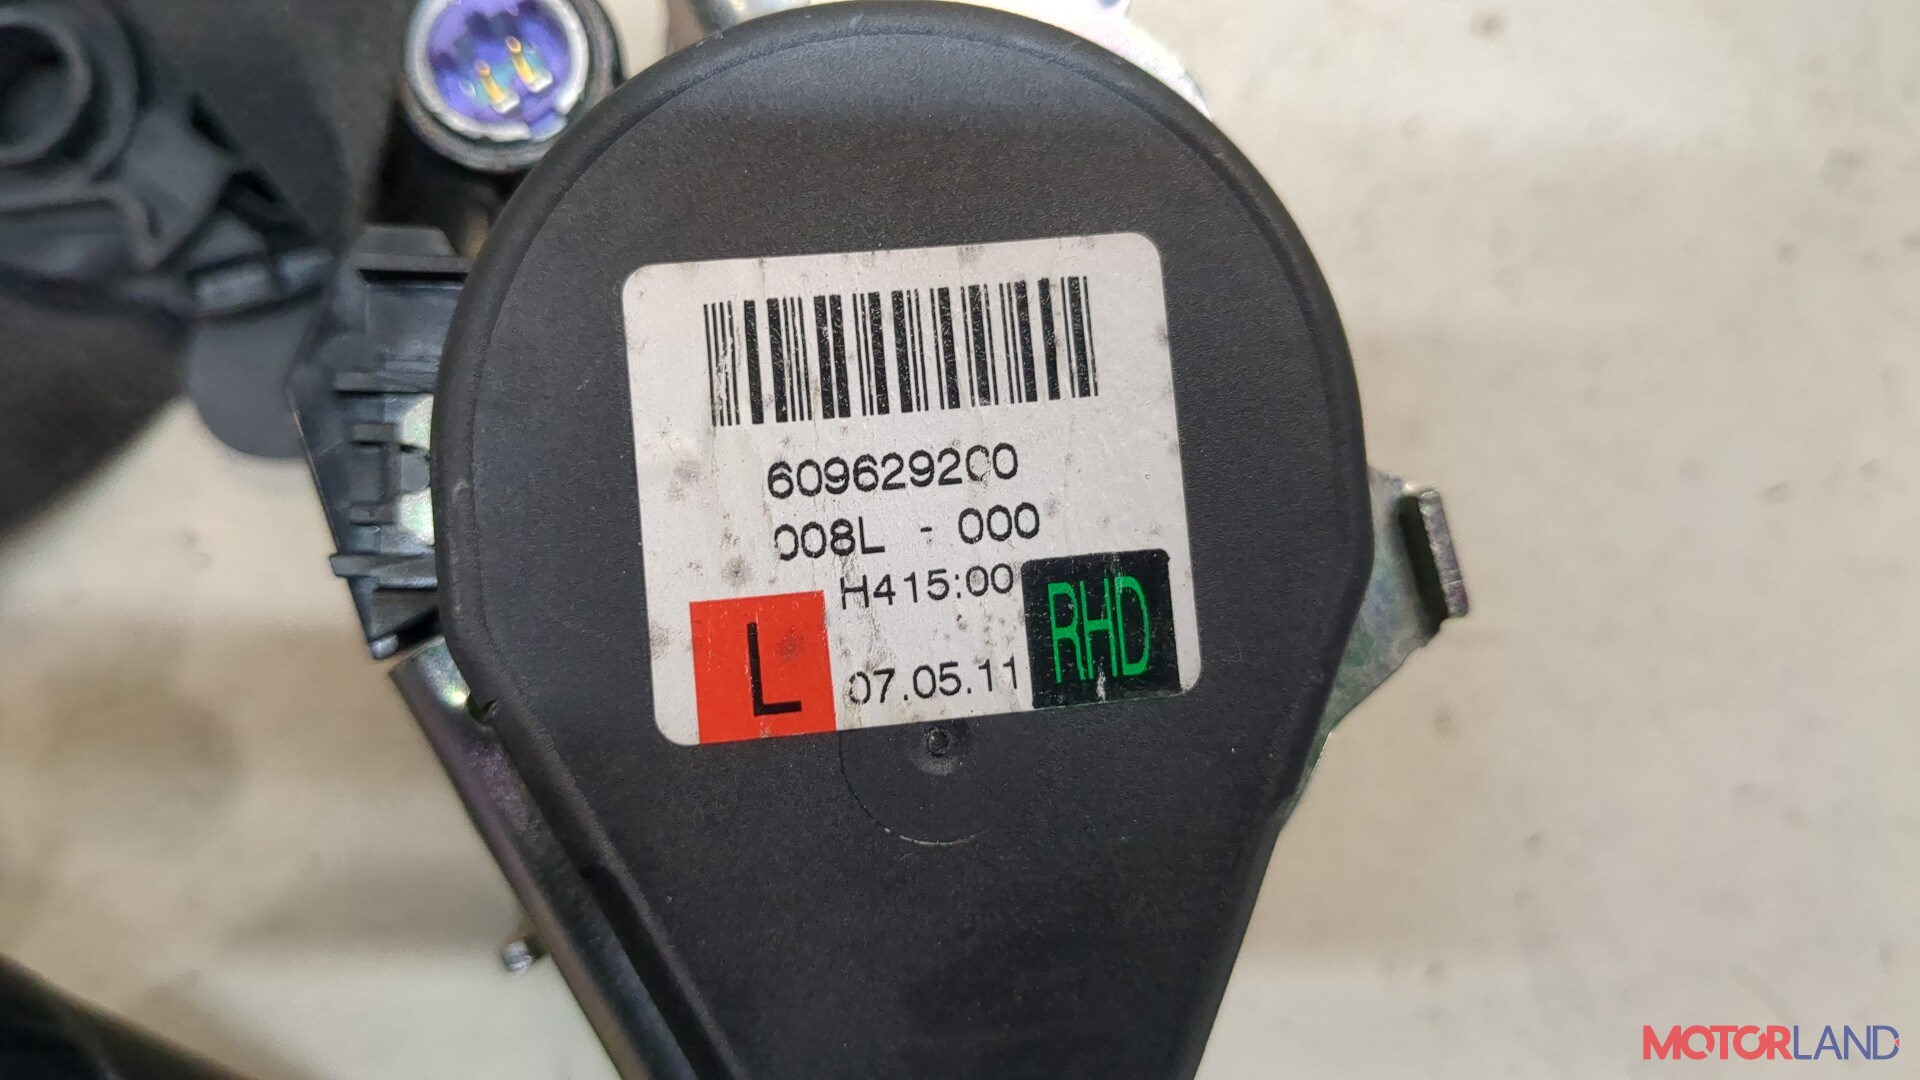 609629200
008L - 000
H415:00
L
07.05.11
RHD
MOTORLAND